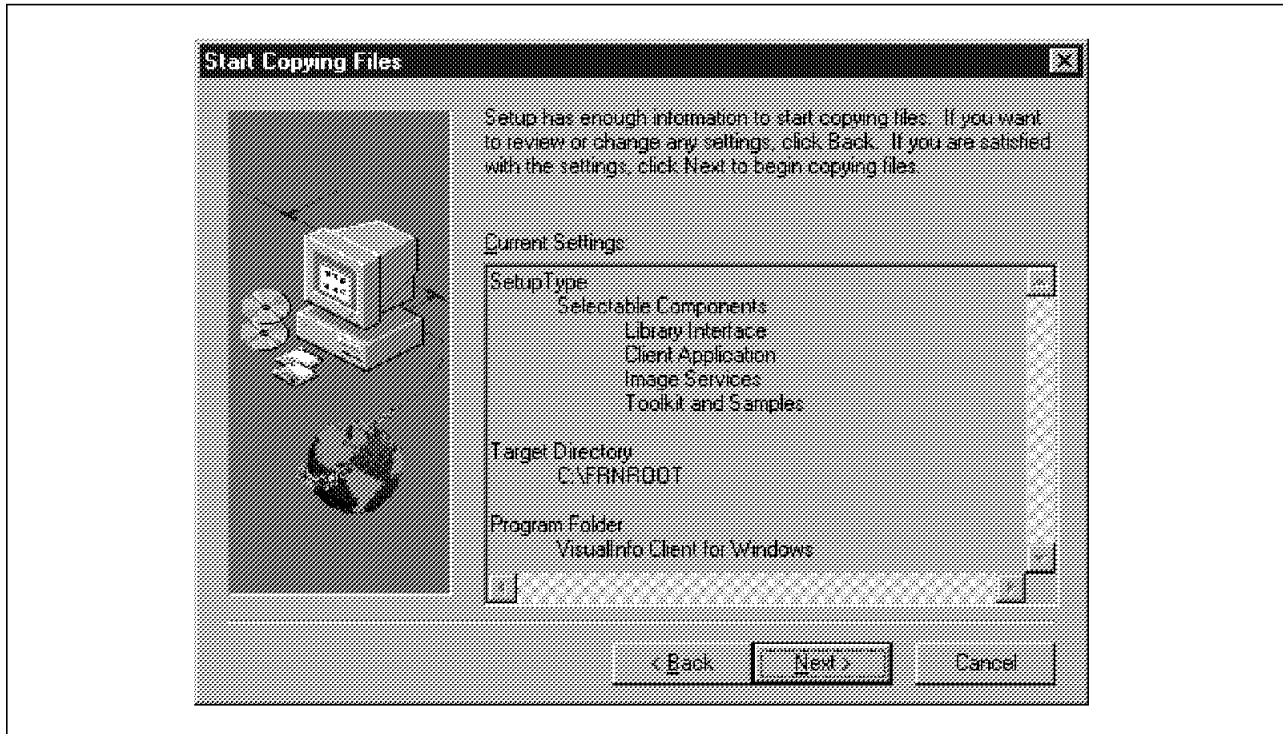 Start Copying Files
Setup has enough information to start copying files. If you want
to review or change any settings, click Back. If you are satisfied
with the settings, click Next to begin copying files.
Current Settings:
SetupType
Selectable Components
Library Interface
Client Application
Image Services
Toolkit and Samples
Target Directory
C:\FRNROOT
Program Folder
VisualInfo Client for Windows
< Back
Next >
Cancel